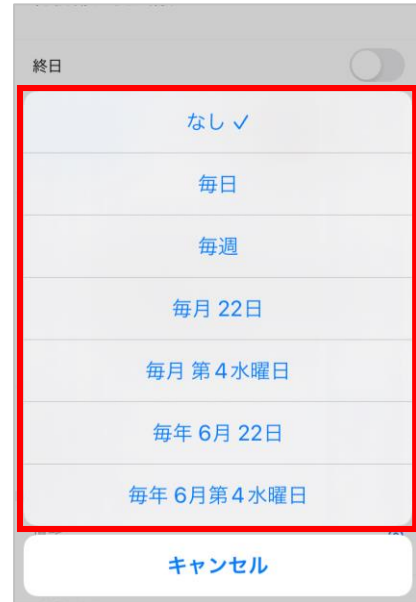 終日
なし ✓
毎日
毎週
毎月 22日
毎月 第4水曜日
毎年 6月 22日
毎年 6月第4水曜日
キャンセル